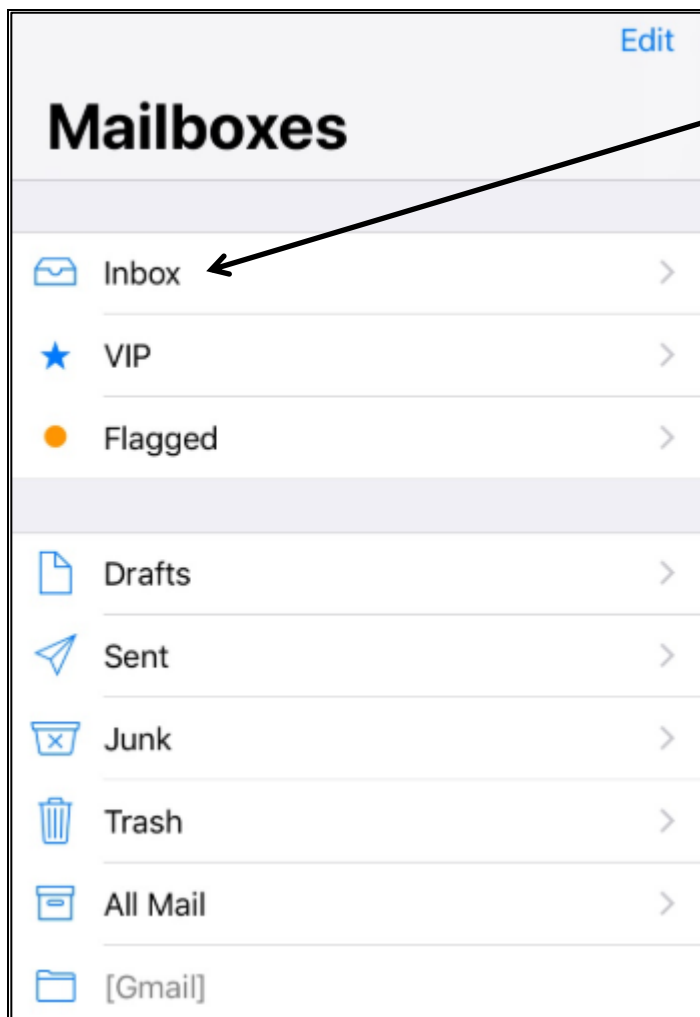 Edit
Mailboxes
Inbox
VIP
Flagged
Drafts
Sent
Junk
Trash
All Mail
[Gmail]